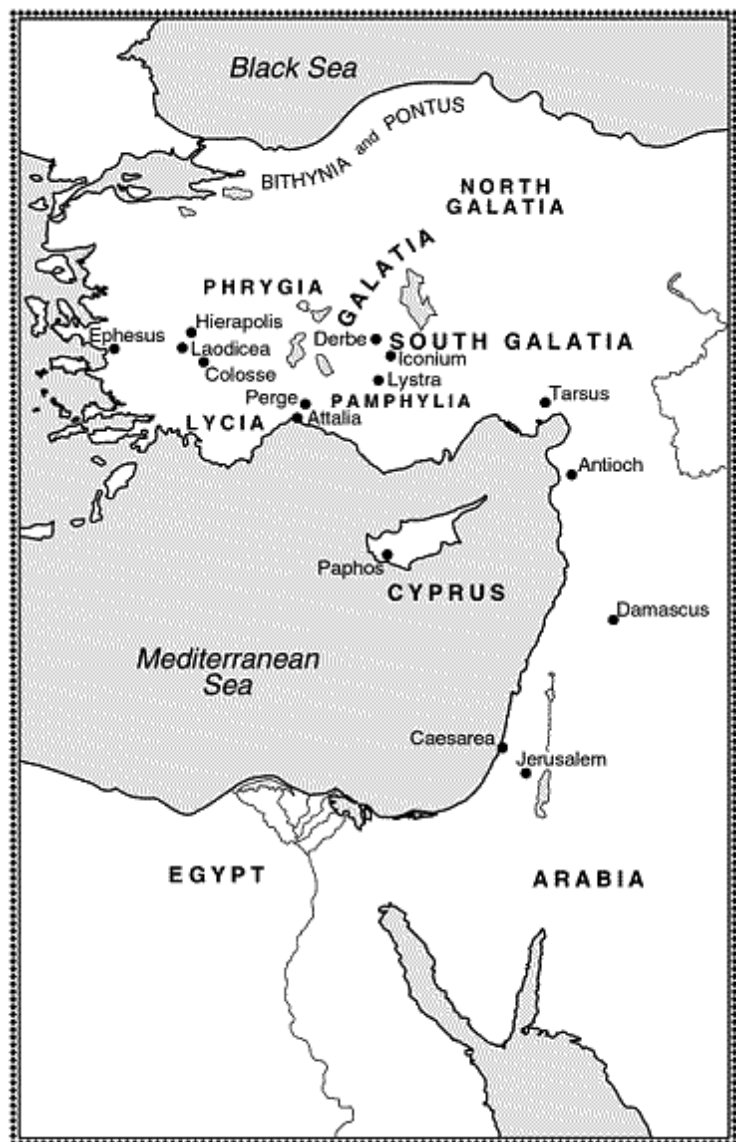 Black Sea
BITHYNIA and PONTUS
NORTH
GALATIA
GALATIA
PHRYGIA
Hierapolis
Ephesus
Laodicea
Colosse
Derbe
SOUTH GALATIA
Iconium
Lystra
Perge
PAMPHYLIA
Tarsus
LYCIA
Attalia
Antioch
Paphos
CYPRUS
Damascus
Mediterranean
Sea
Caesarea
Jerusalem
EGYPT
ARABIA